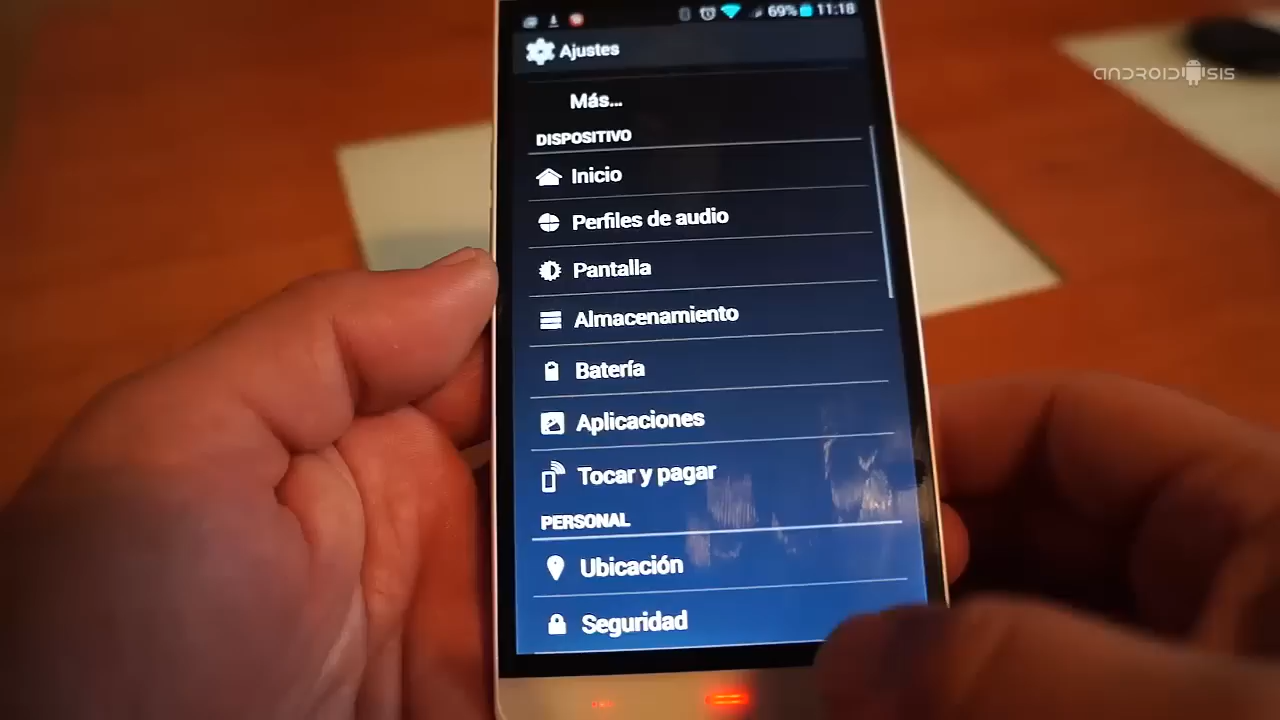 69% 11:18
Ajustes
ANDROIDSIS
Más...
DISPOSITIVO
Inicio
Perfiles de audio
Pantalla
Almacenamiento
Batería
Aplicaciones
Tocar y pagar
PERSONAL
Ubicación
Seguridad